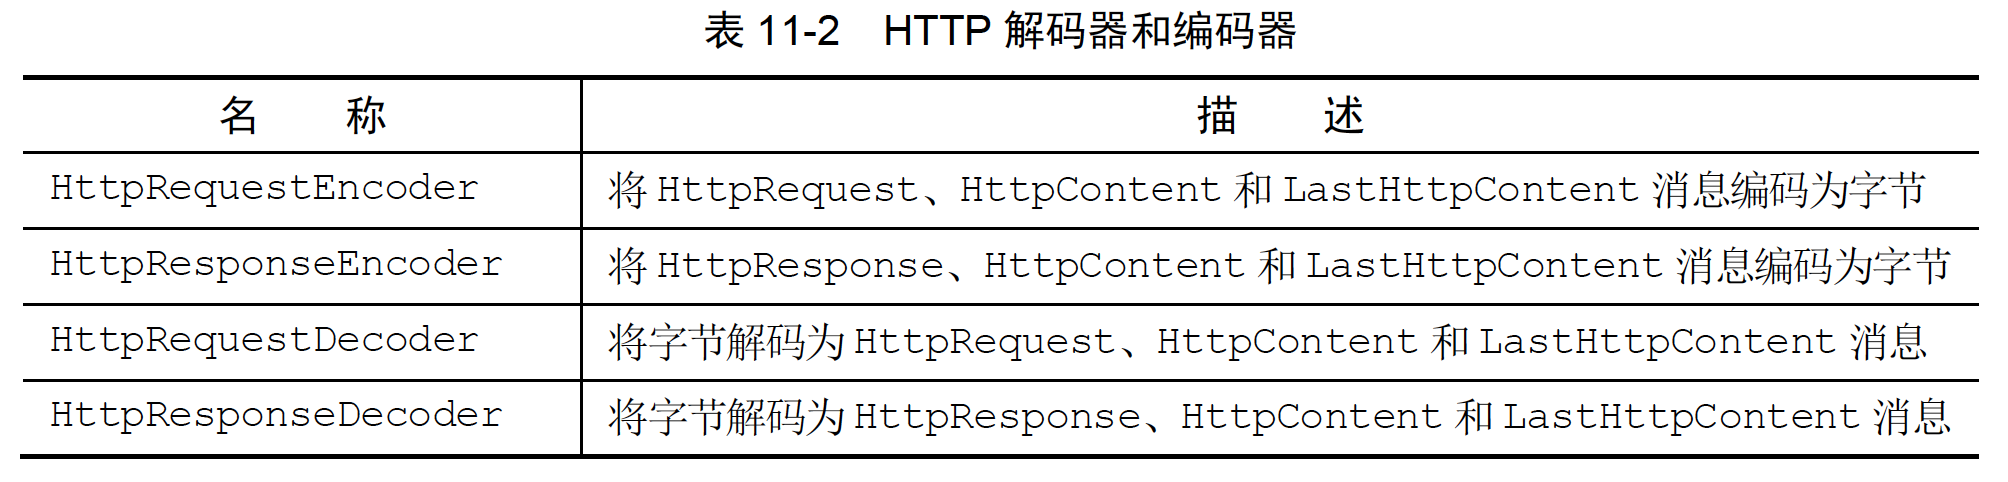 表 11-2 HTTP 解码器和编码器
名 称 描 述
HttpRequestEncoder 将 HttpRequest、HttpContent 和 LastHttpContent 消息编码为字节
HttpResponseEncoder 将 HttpResponse、HttpContent 和 LastHttpContent 消息编码为字节
HttpRequestDecoder 将字节解码为 HttpRequest、HttpContent 和 LastHttpContent 消息
HttpResponseDecoder 将字节解码为 HttpResponse、HttpContent 和 LastHttpContent 消息